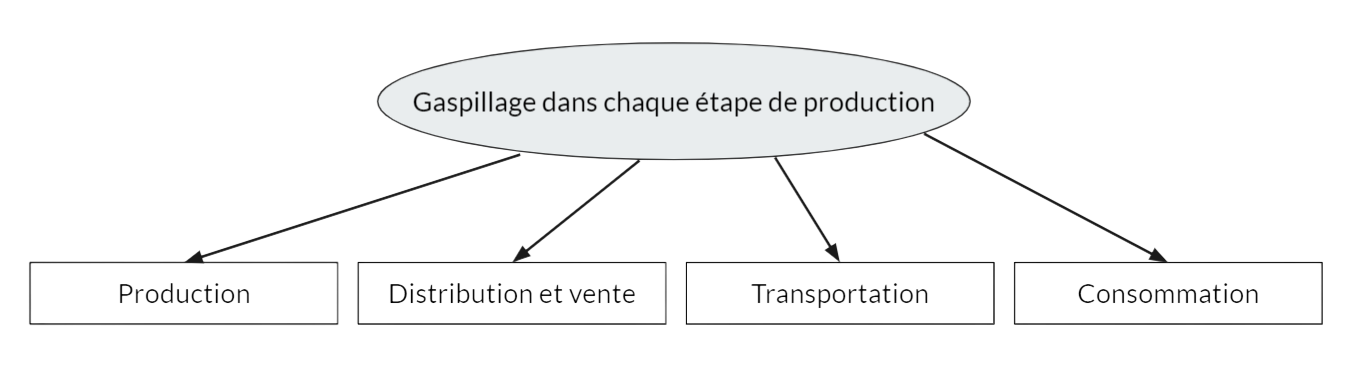 Gaspillage dans chaque étape de production
Production
Distribution et vente
Transportation
Consommation